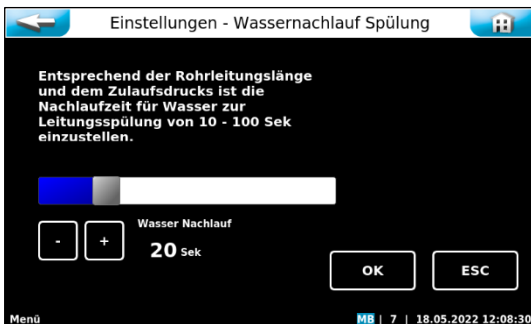 Einstellungen - Wassernachlauf Spülung
Entsprechend der Rohrleitungslänge
und dem Zulaufsdrucks ist die
Nachlaufzeit für Wasser zur
Leitungsspülung von 10 - 100 Sek
einzustellen.
Wasser Nachlauf
- + 20 Sek
OK ESC
Menü MB | 7 | 18.05.2022 12:08:30